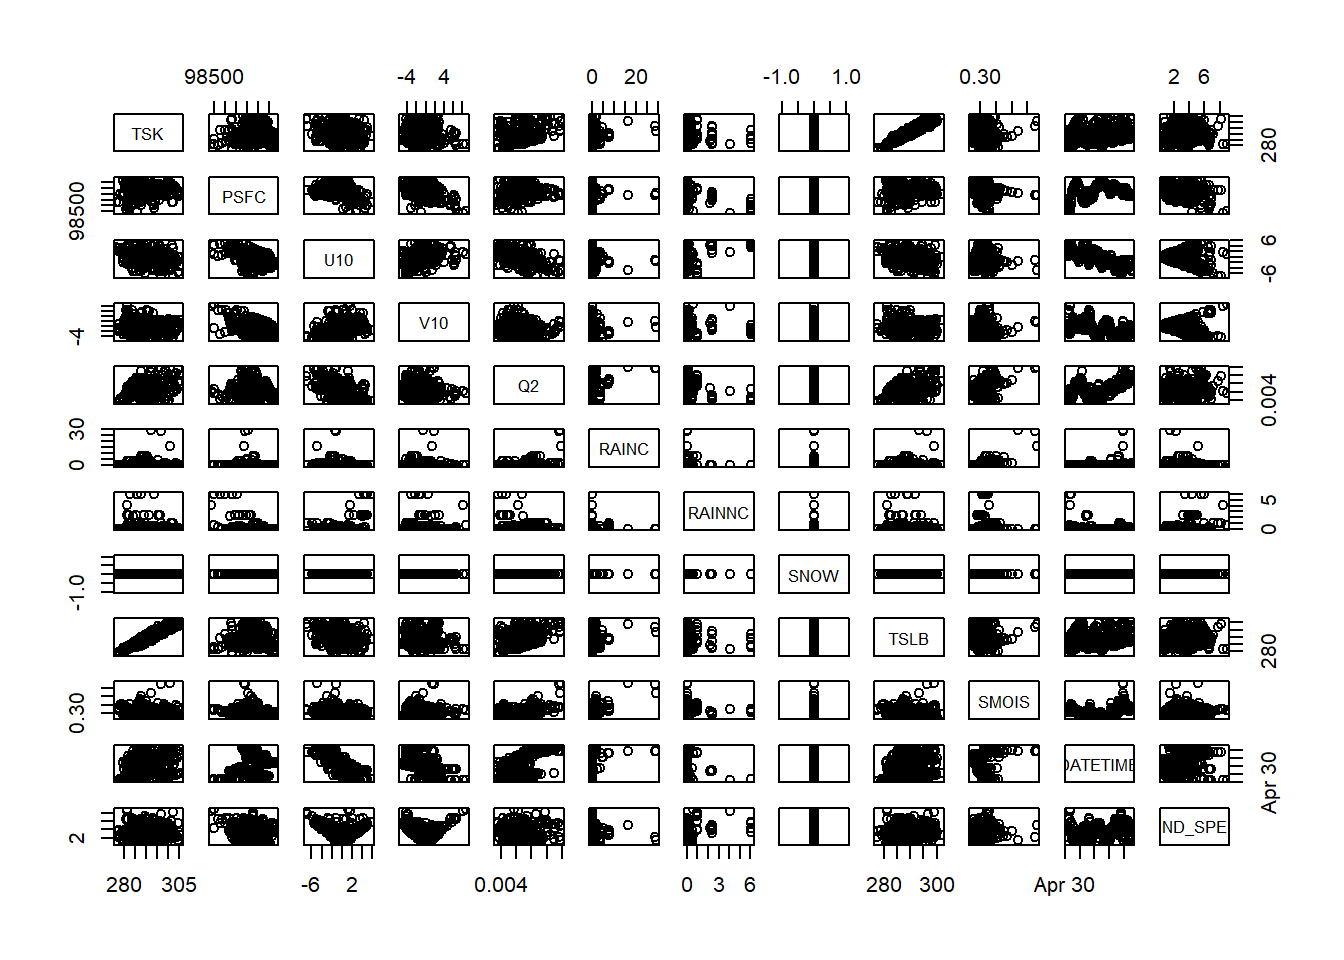 98500 -4 4 0 20 -1.0 1.0 0.30 2 6
TSK 280
98500 PSFC
U10 -6 6
-4 V10
Q2 0.004
0 30 RAINC
RAINNC 0 5
-1.0 SNOW
TSLB 280
0.30 SMOIS
DATETIME Apr 30
2 ND_SPE
280 305 -6 2 0.004 0 3 6 280 300 Apr 30